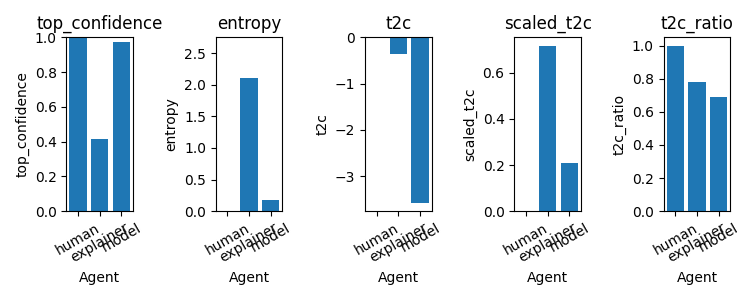 top_confidence
top_confidence
1.0
0.8
0.6
0.4
0.2
0.0
human
explainer
model
Agent
entropy
entropy
2.5
2.0
1.5
1.0
0.5
0.0
human
explainer
model
Agent
t2c
t2c
0
−1
−2
−3
human
explainer
model
Agent
scaled_t2c
scaled_t2c
0.6
0.4
0.2
0.0
human
explainer
model
Agent
t2c_ratio
t2c_ratio
1.0
0.8
0.6
0.4
0.2
0.0
human
explainer
model
Agent